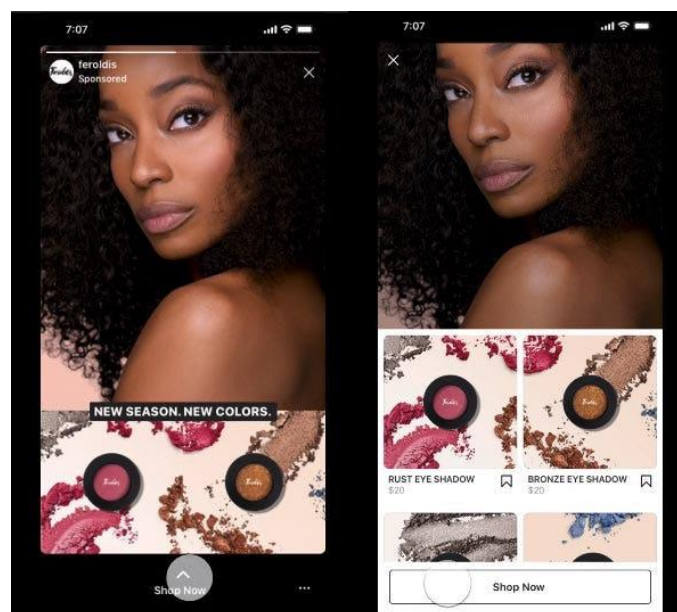 7:07
feroldis
Sponsored
NEW SEASON. NEW COLORS.
Shop Now
7:07
RUST EYE SHADOW
$20
BRONZE EYE SHADOW
$20
Shop Now